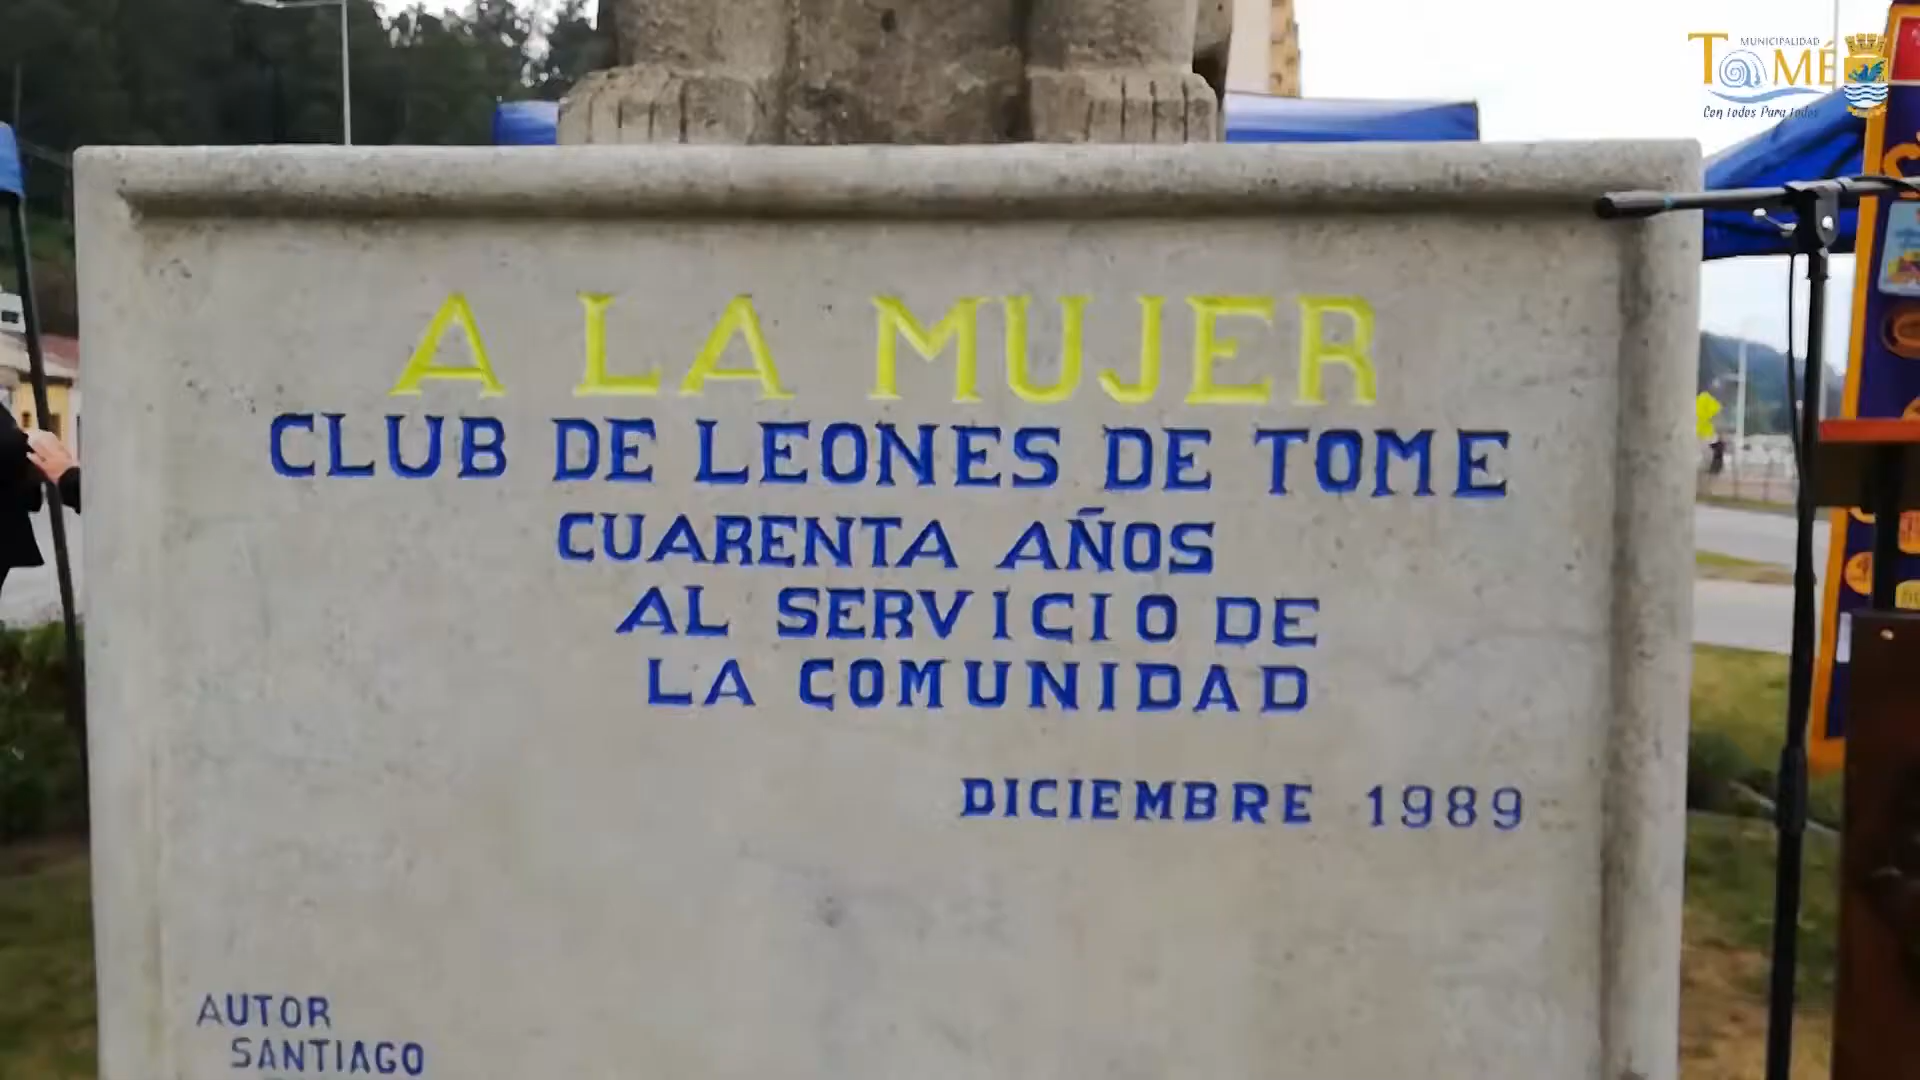 MUNICIPALIDAD
TOMÉ
Con todos Para todos
A LA MUJER
CLUB DE LEONES DE TOME
CUARENTA AÑOS
AL SERVICIO DE
LA COMUNIDAD
DICIEMBRE 1989
AUTOR
SANTIAGO